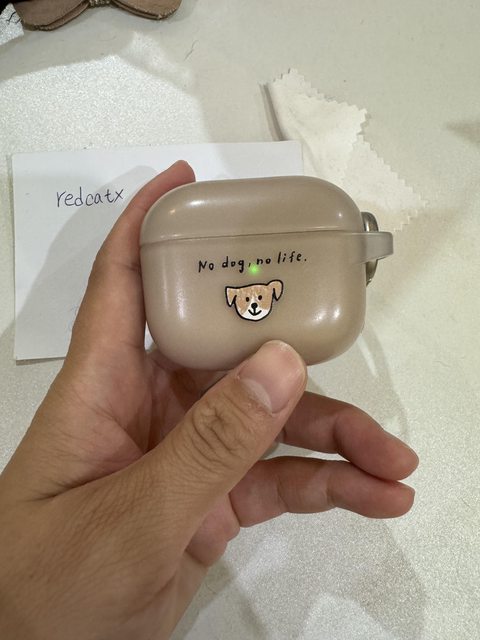 redcatx
No dog, no life.